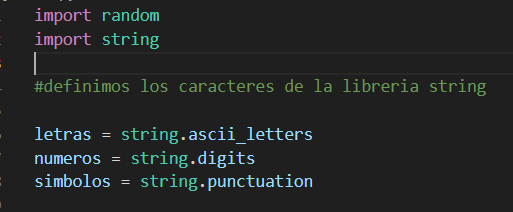 import random
import string
#definimos los caracteres de la libreria string
letras = string.ascii_letters
numeros = string.digits
simbolos = string.punctuation